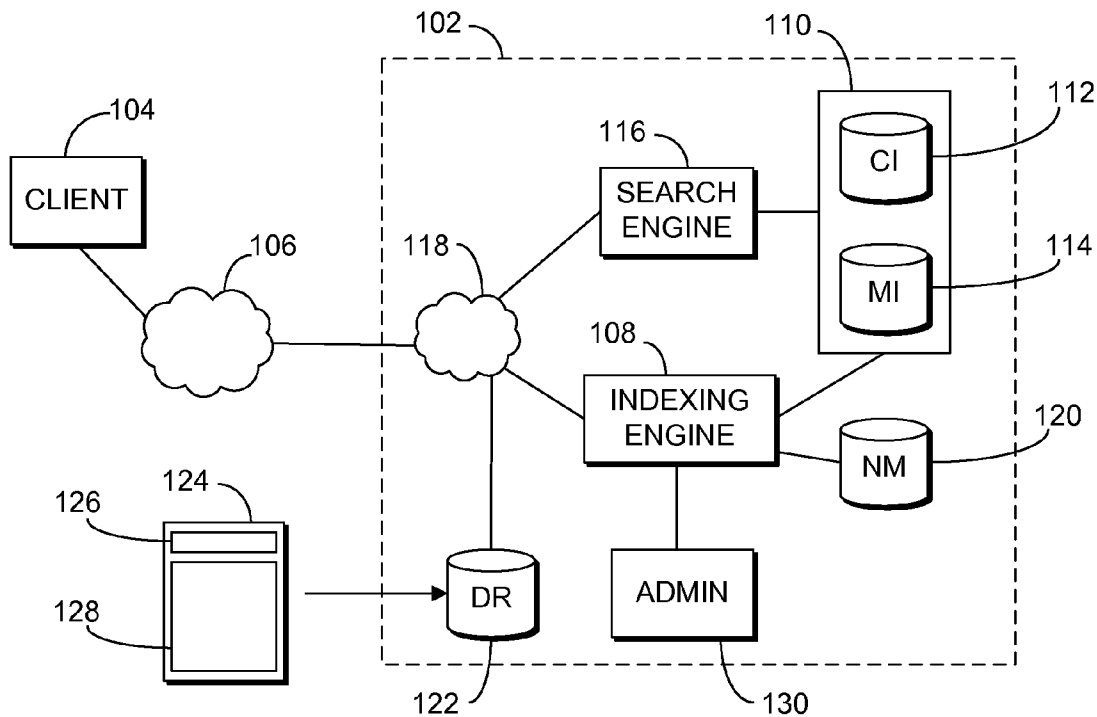 102
110
104
112
116
CI
CLIENT
SEARCH
ENGINE
106
118
114
MI
108
INDEXING
ENGINE
120
NM
124
126
DR
ADMIN
128
122
130